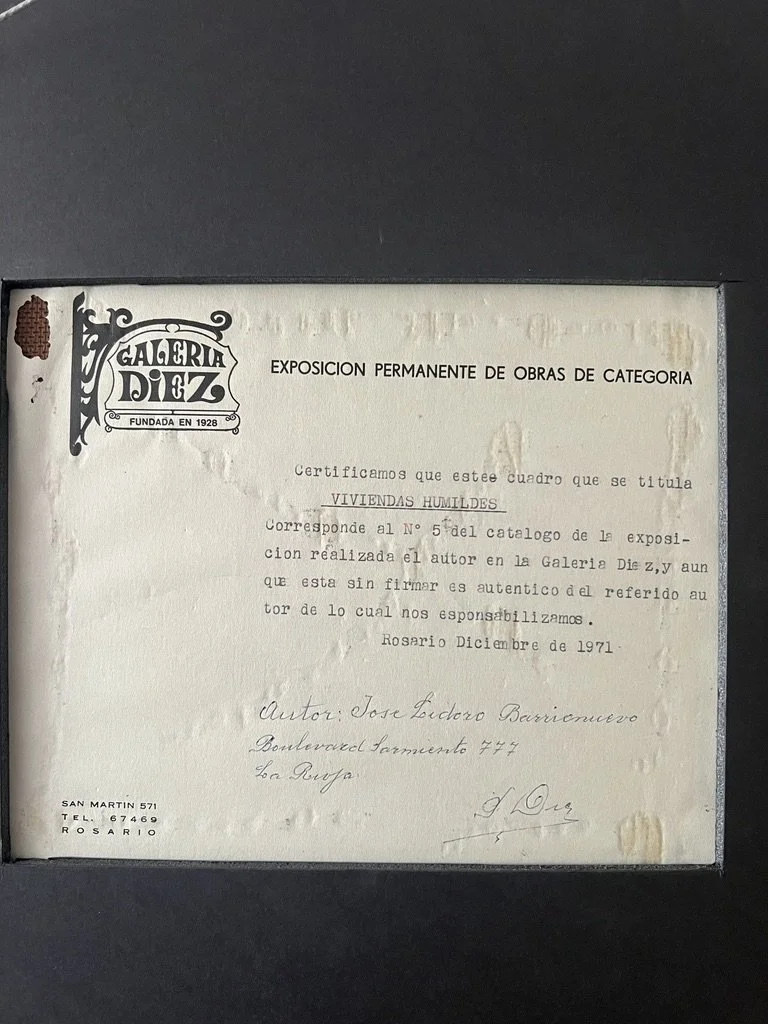 GALERIA
DiEZ
FUNDADA EN 1928
EXPOSICION PERMANENTE DE OBRAS DE CATEGORIA
Certificamos que estee cuadro que se titula
VIVIENDAS HUMILDES
Corresponde al N° 5 del catalogo de la exposi-
cion realizada el autor en la Galeria Diez,y aun
que esta sin firmar es autentico del referido au
tor de lo cual nos esponsabilizamos.
Rosario Diciembre de 1971
Autor: Jose Isidoro Barrionuevo
Boulevard Sarmiento 777
La Rioja
Diez
SAN MARTIN 571
TEL. 67469
ROSARIO